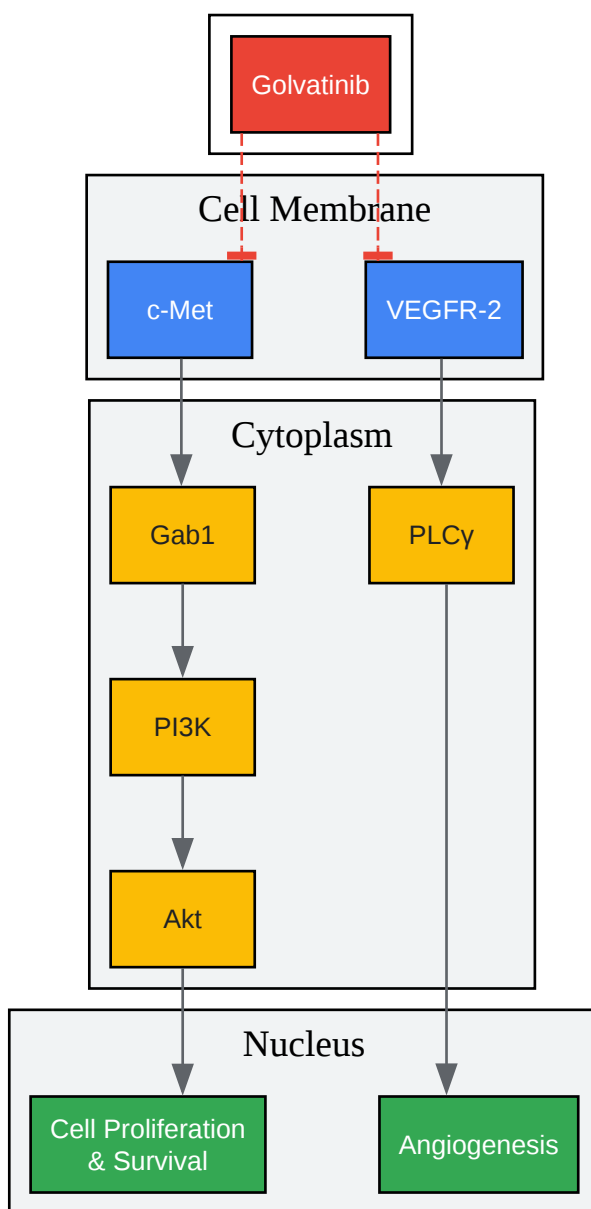 Golvatinib
Cell Membrane
c-Met
VEGFR-2
Cytoplasm
Gab1
PLCγ
PI3K
Akt
Nucleus
Cell Proliferation
& Survival
Angiogenesis